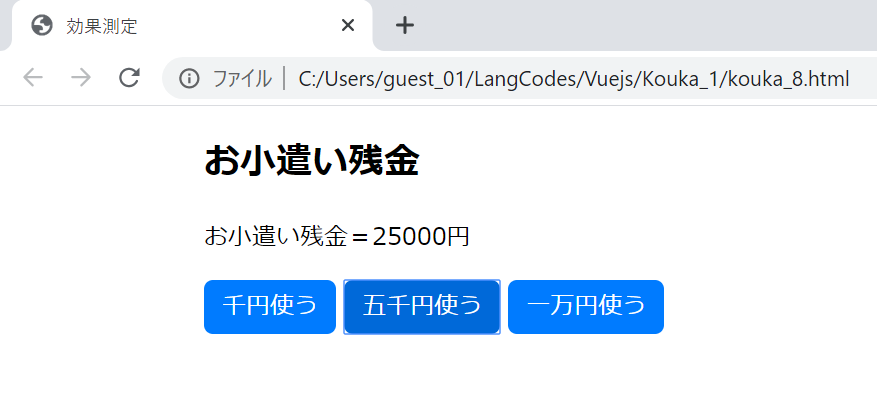 効果測定
ファイル | C:/Users/guest_01/LangCodes/Vuejs/Kouka_1/kouka_8.html
お小遣い残金
お小遣い残金＝25000円
千円使う 五千円使う 一万円使う